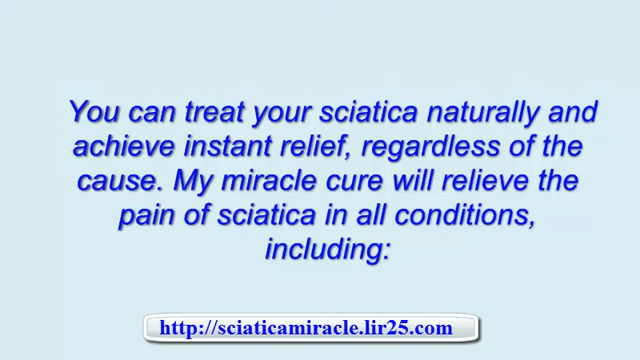 You can treat your sciatica naturally and
achieve instant relief, regardless of the
cause. My miracle cure will relieve the
pain of sciatica in all conditions,
including:
http://sciaticamiracle.lir25.com